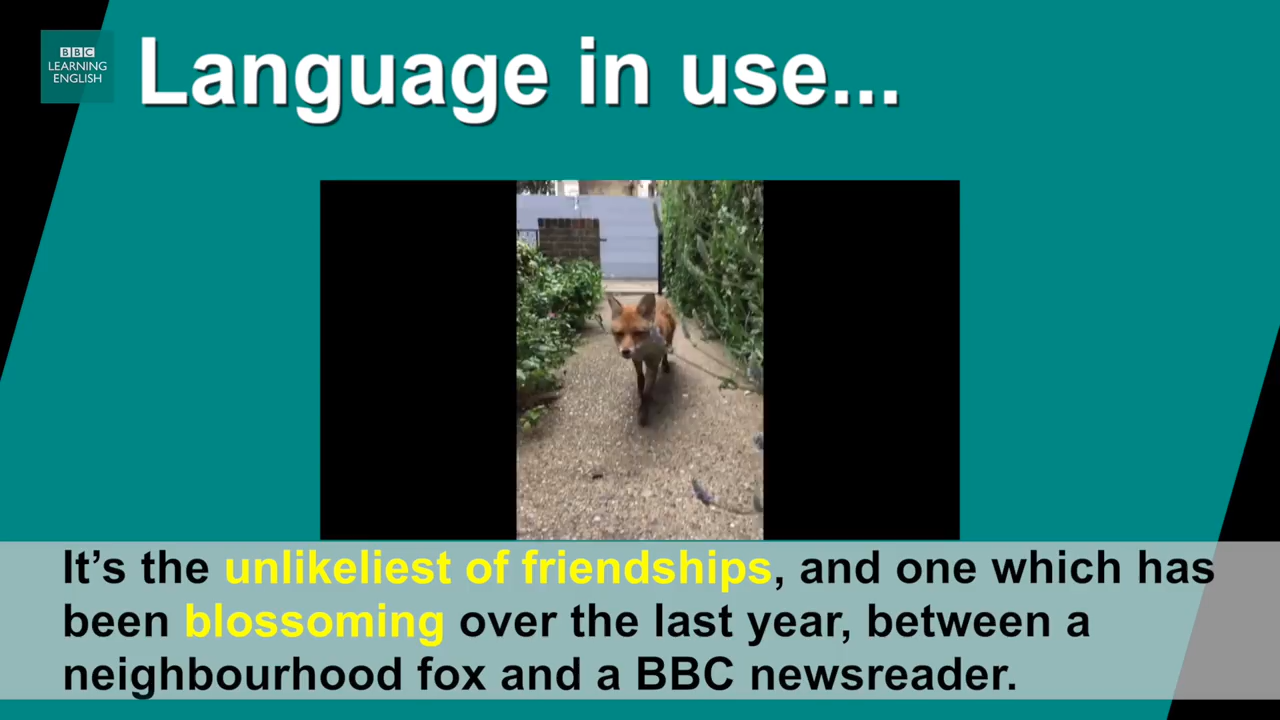 BBC
LEARNING
ENGLISH
Language in use...
It’s the unlikeliest of friendships, and one which has
been blossoming over the last year, between a
neighbourhood fox and a BBC newsreader.